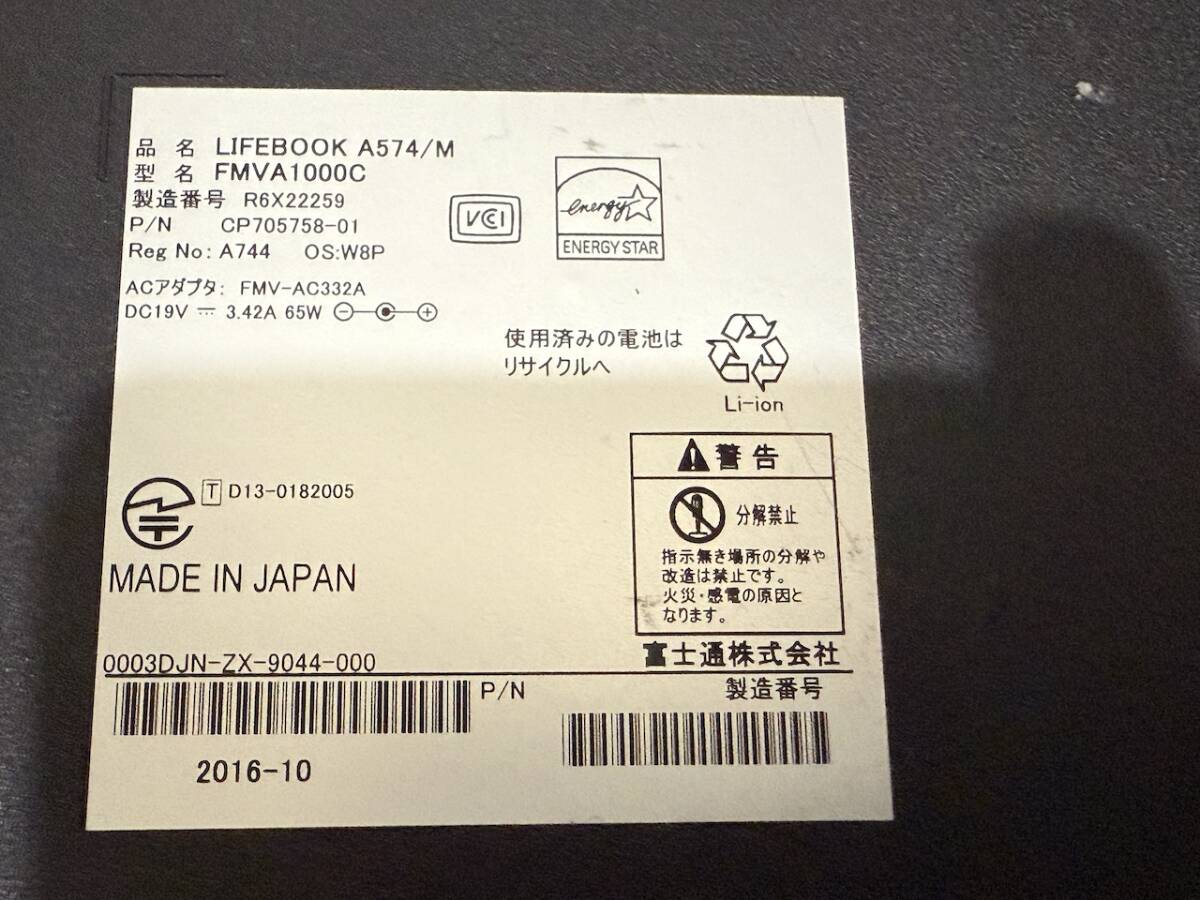 品 名 LIFEBOOK A574/M
型 名 FMVA1000C
製造番号 R6X22259
P/N CP705758-01
Reg No: A744 OS:W8P
VCCI
energy
ENERGY STAR
ACアダプタ: FMV-AC332A
DC19V ⎓ 3.42A 65W
使用済みの電池は
リサイクルへ
Li-ion
警告
分解禁止
指示無き場所の分解や
改造は禁止です。
火災・感電の原因と
なります。
T D13-0182005
MADE IN JAPAN
富士通株式会社
0003DJN-ZX-9044-000
P/N
製造番号
2016-10